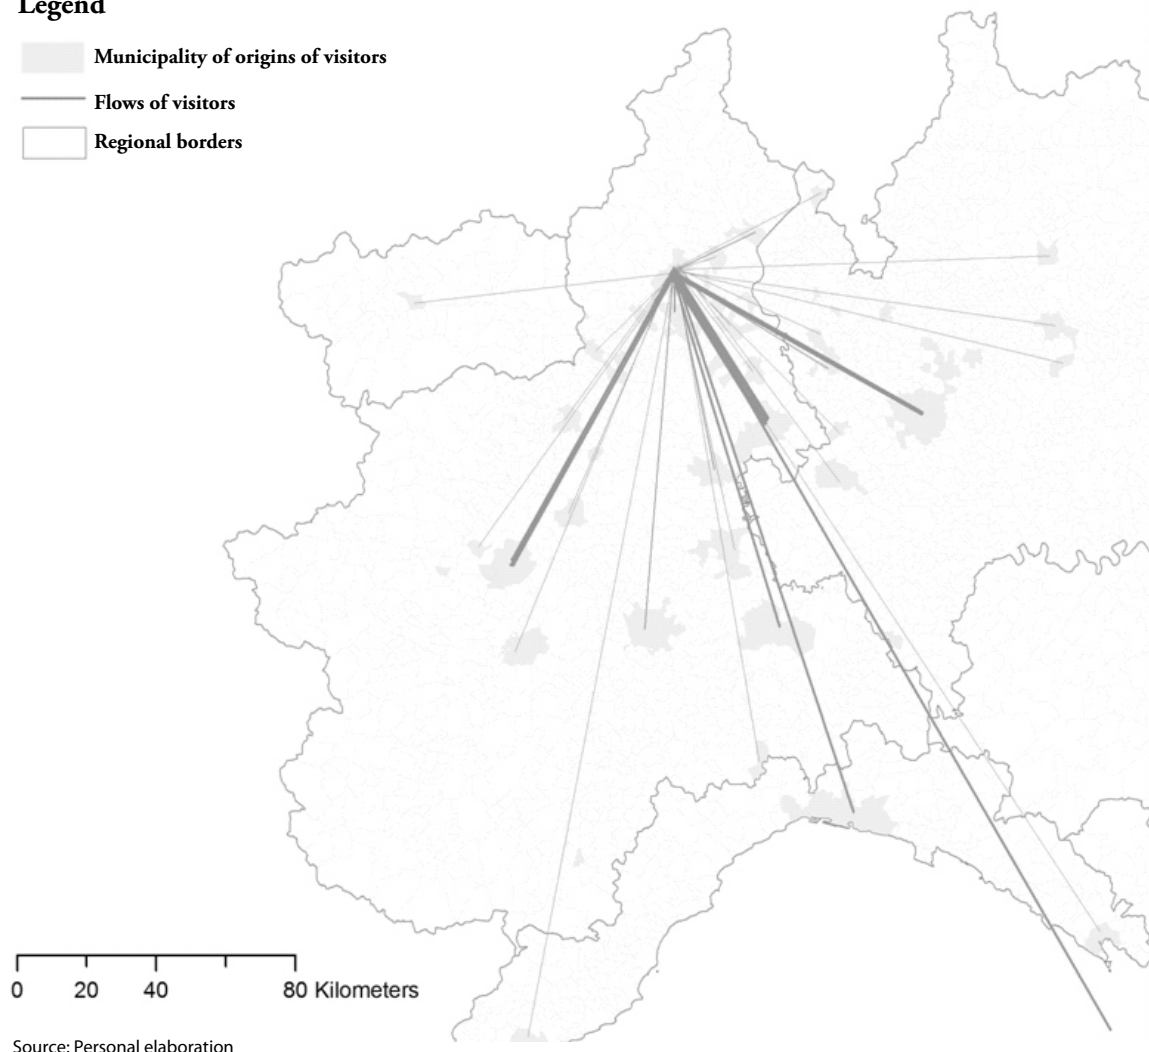 Legend
Municipality of origins of visitors
Flows of visitors
Regional borders
0 20 40 80 Kilometers
Source: Personal elaboration